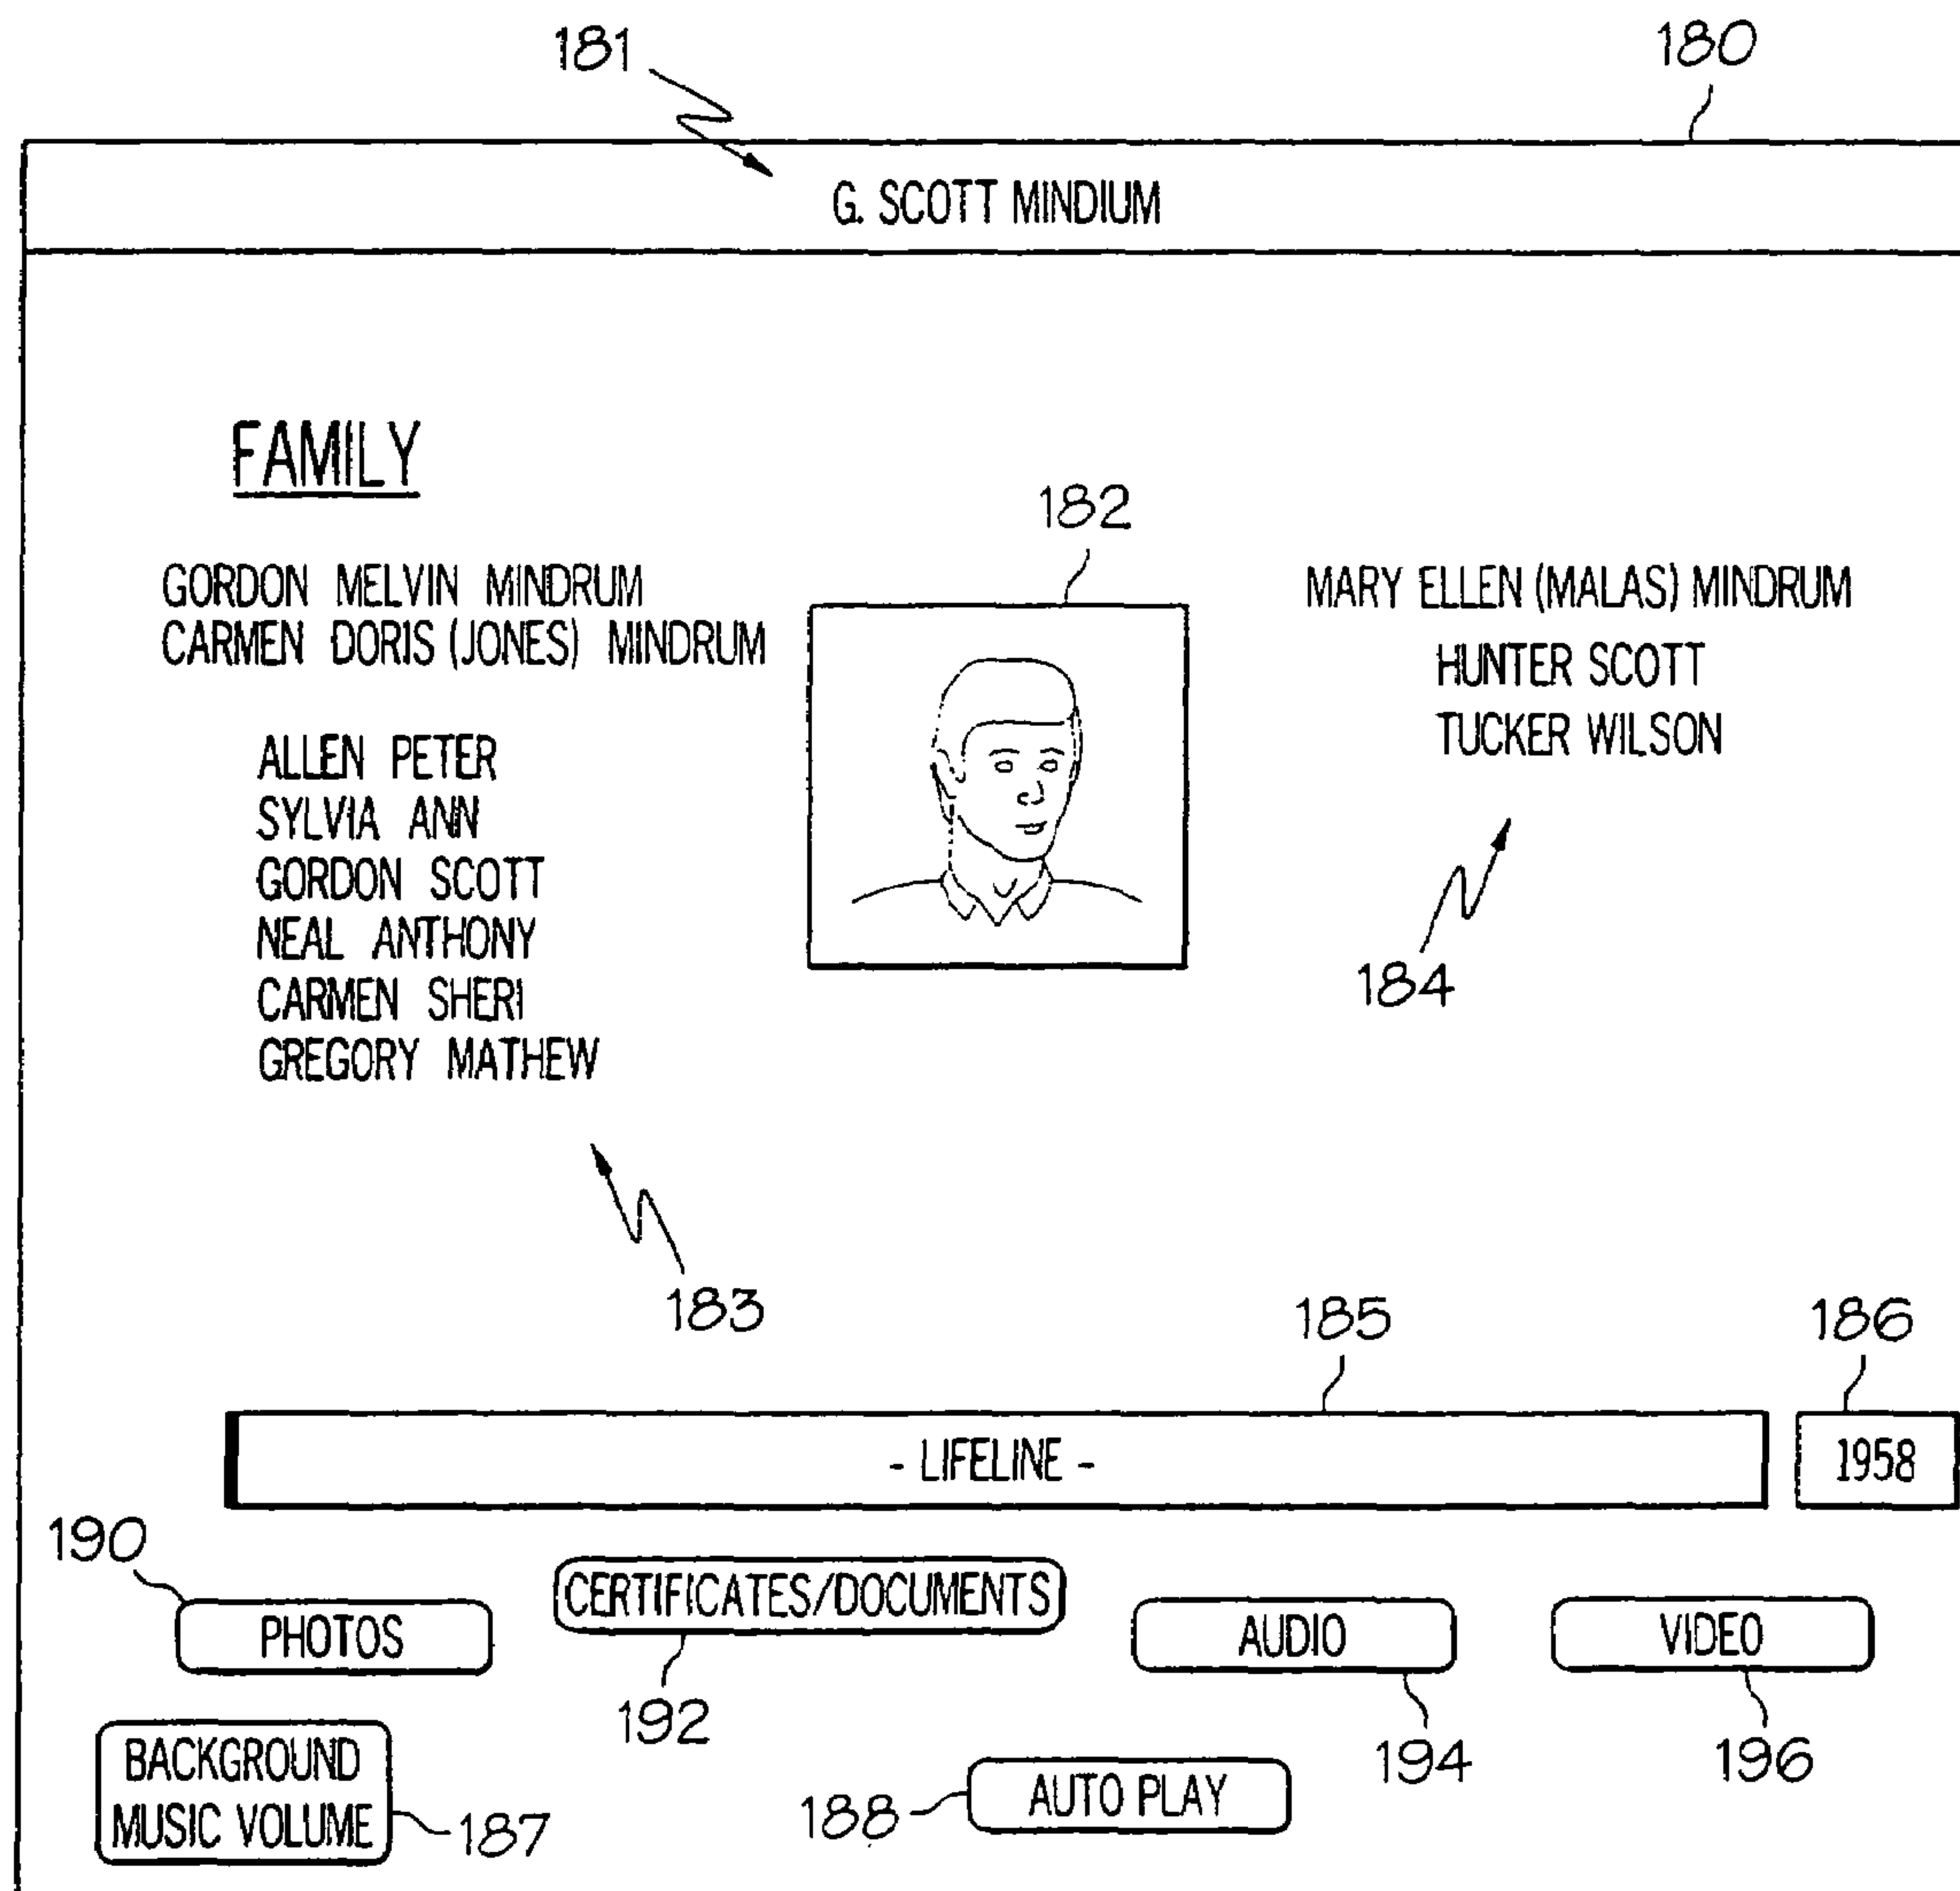 181
180
G. SCOTT MINDIUM
FAMILY
182
GORDON MELVIN MINDRUM
CARMEN DORIS (JONES) MINDRUM
ALLEN PETER
SYLVIA ANN
GORDON SCOTT
NEAL ANTHONY
CARMEN SHERI
GREGORY MATHEW
MARY ELLEN (MALAS) MINDRUM
HUNTER SCOTT
TUCKER WILSON
184
183
185
186
- LIFELINE -
1958
190
PHOTOS
CERTIFICATES/DOCUMENTS
AUDIO
VIDEO
192
194
196
BACKGROUND
MUSIC VOLUME
187
188
AUTO PLAY